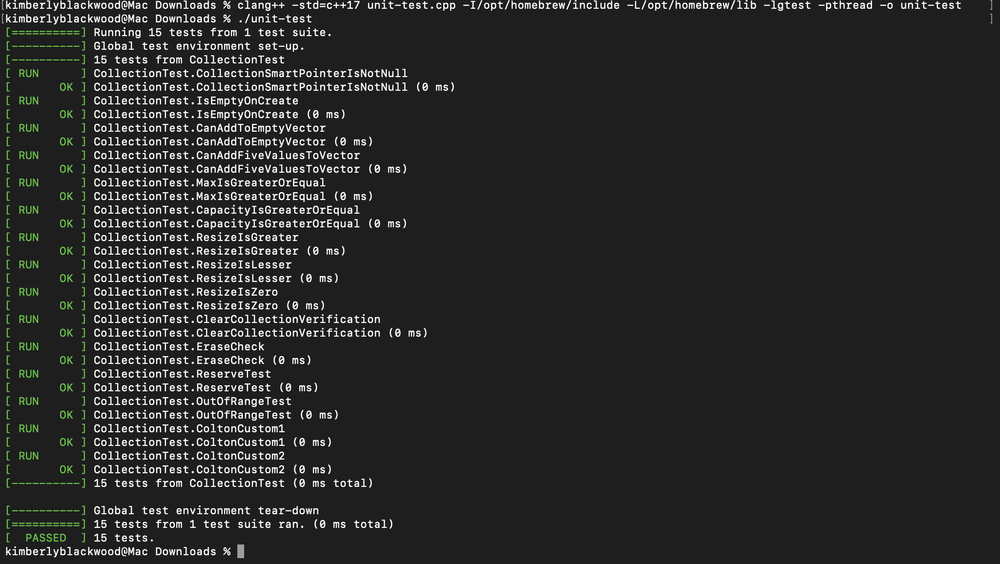 [kimberlyblackwood@Mac Downloads % clang++ -std=c++17 unit-test.cpp -I/opt/homebrew/include -L/opt/homebrew/lib -lgtest -pthread -o unit-test ]
[kimberlyblackwood@Mac Downloads % ./unit-test ]
[==========] Running 15 tests from 1 test suite.
[----------] Global test environment set-up.
[----------] 15 tests from CollectionTest
[ RUN      ] CollectionTest.CollectionSmartPointerIsNotNull
[       OK ] CollectionTest.CollectionSmartPointerIsNotNull (0 ms)
[ RUN      ] CollectionTest.IsEmptyOnCreate
[       OK ] CollectionTest.IsEmptyOnCreate (0 ms)
[ RUN      ] CollectionTest.CanAddToEmptyVector
[       OK ] CollectionTest.CanAddToEmptyVector (0 ms)
[ RUN      ] CollectionTest.CanAddFiveValuesToVector
[       OK ] CollectionTest.CanAddFiveValuesToVector (0 ms)
[ RUN      ] CollectionTest.MaxIsGreaterOrEqual
[       OK ] CollectionTest.MaxIsGreaterOrEqual (0 ms)
[ RUN      ] CollectionTest.CapacityIsGreaterOrEqual
[       OK ] CollectionTest.CapacityIsGreaterOrEqual (0 ms)
[ RUN      ] CollectionTest.ResizeIsGreater
[       OK ] CollectionTest.ResizeIsGreater (0 ms)
[ RUN      ] CollectionTest.ResizeIsLesser
[       OK ] CollectionTest.ResizeIsLesser (0 ms)
[ RUN      ] CollectionTest.ResizeIsZero
[       OK ] CollectionTest.ResizeIsZero (0 ms)
[ RUN      ] CollectionTest.ClearCollectionVerification
[       OK ] CollectionTest.ClearCollectionVerification (0 ms)
[ RUN      ] CollectionTest.EraseCheck
[       OK ] CollectionTest.EraseCheck (0 ms)
[ RUN      ] CollectionTest.ReserveTest
[       OK ] CollectionTest.ReserveTest (0 ms)
[ RUN      ] CollectionTest.OutOfRangeTest
[       OK ] CollectionTest.OutOfRangeTest (0 ms)
[ RUN      ] CollectionTest.ColtonCustom1
[       OK ] CollectionTest.ColtonCustom1 (0 ms)
[ RUN      ] CollectionTest.ColtonCustom2
[       OK ] CollectionTest.ColtonCustom2 (0 ms)
[----------] 15 tests from CollectionTest (0 ms total)
[----------] Global test environment tear-down
[==========] 15 tests from 1 test suite ran. (0 ms total)
[  PASSED  ] 15 tests.
kimberlyblackwood@Mac Downloads %